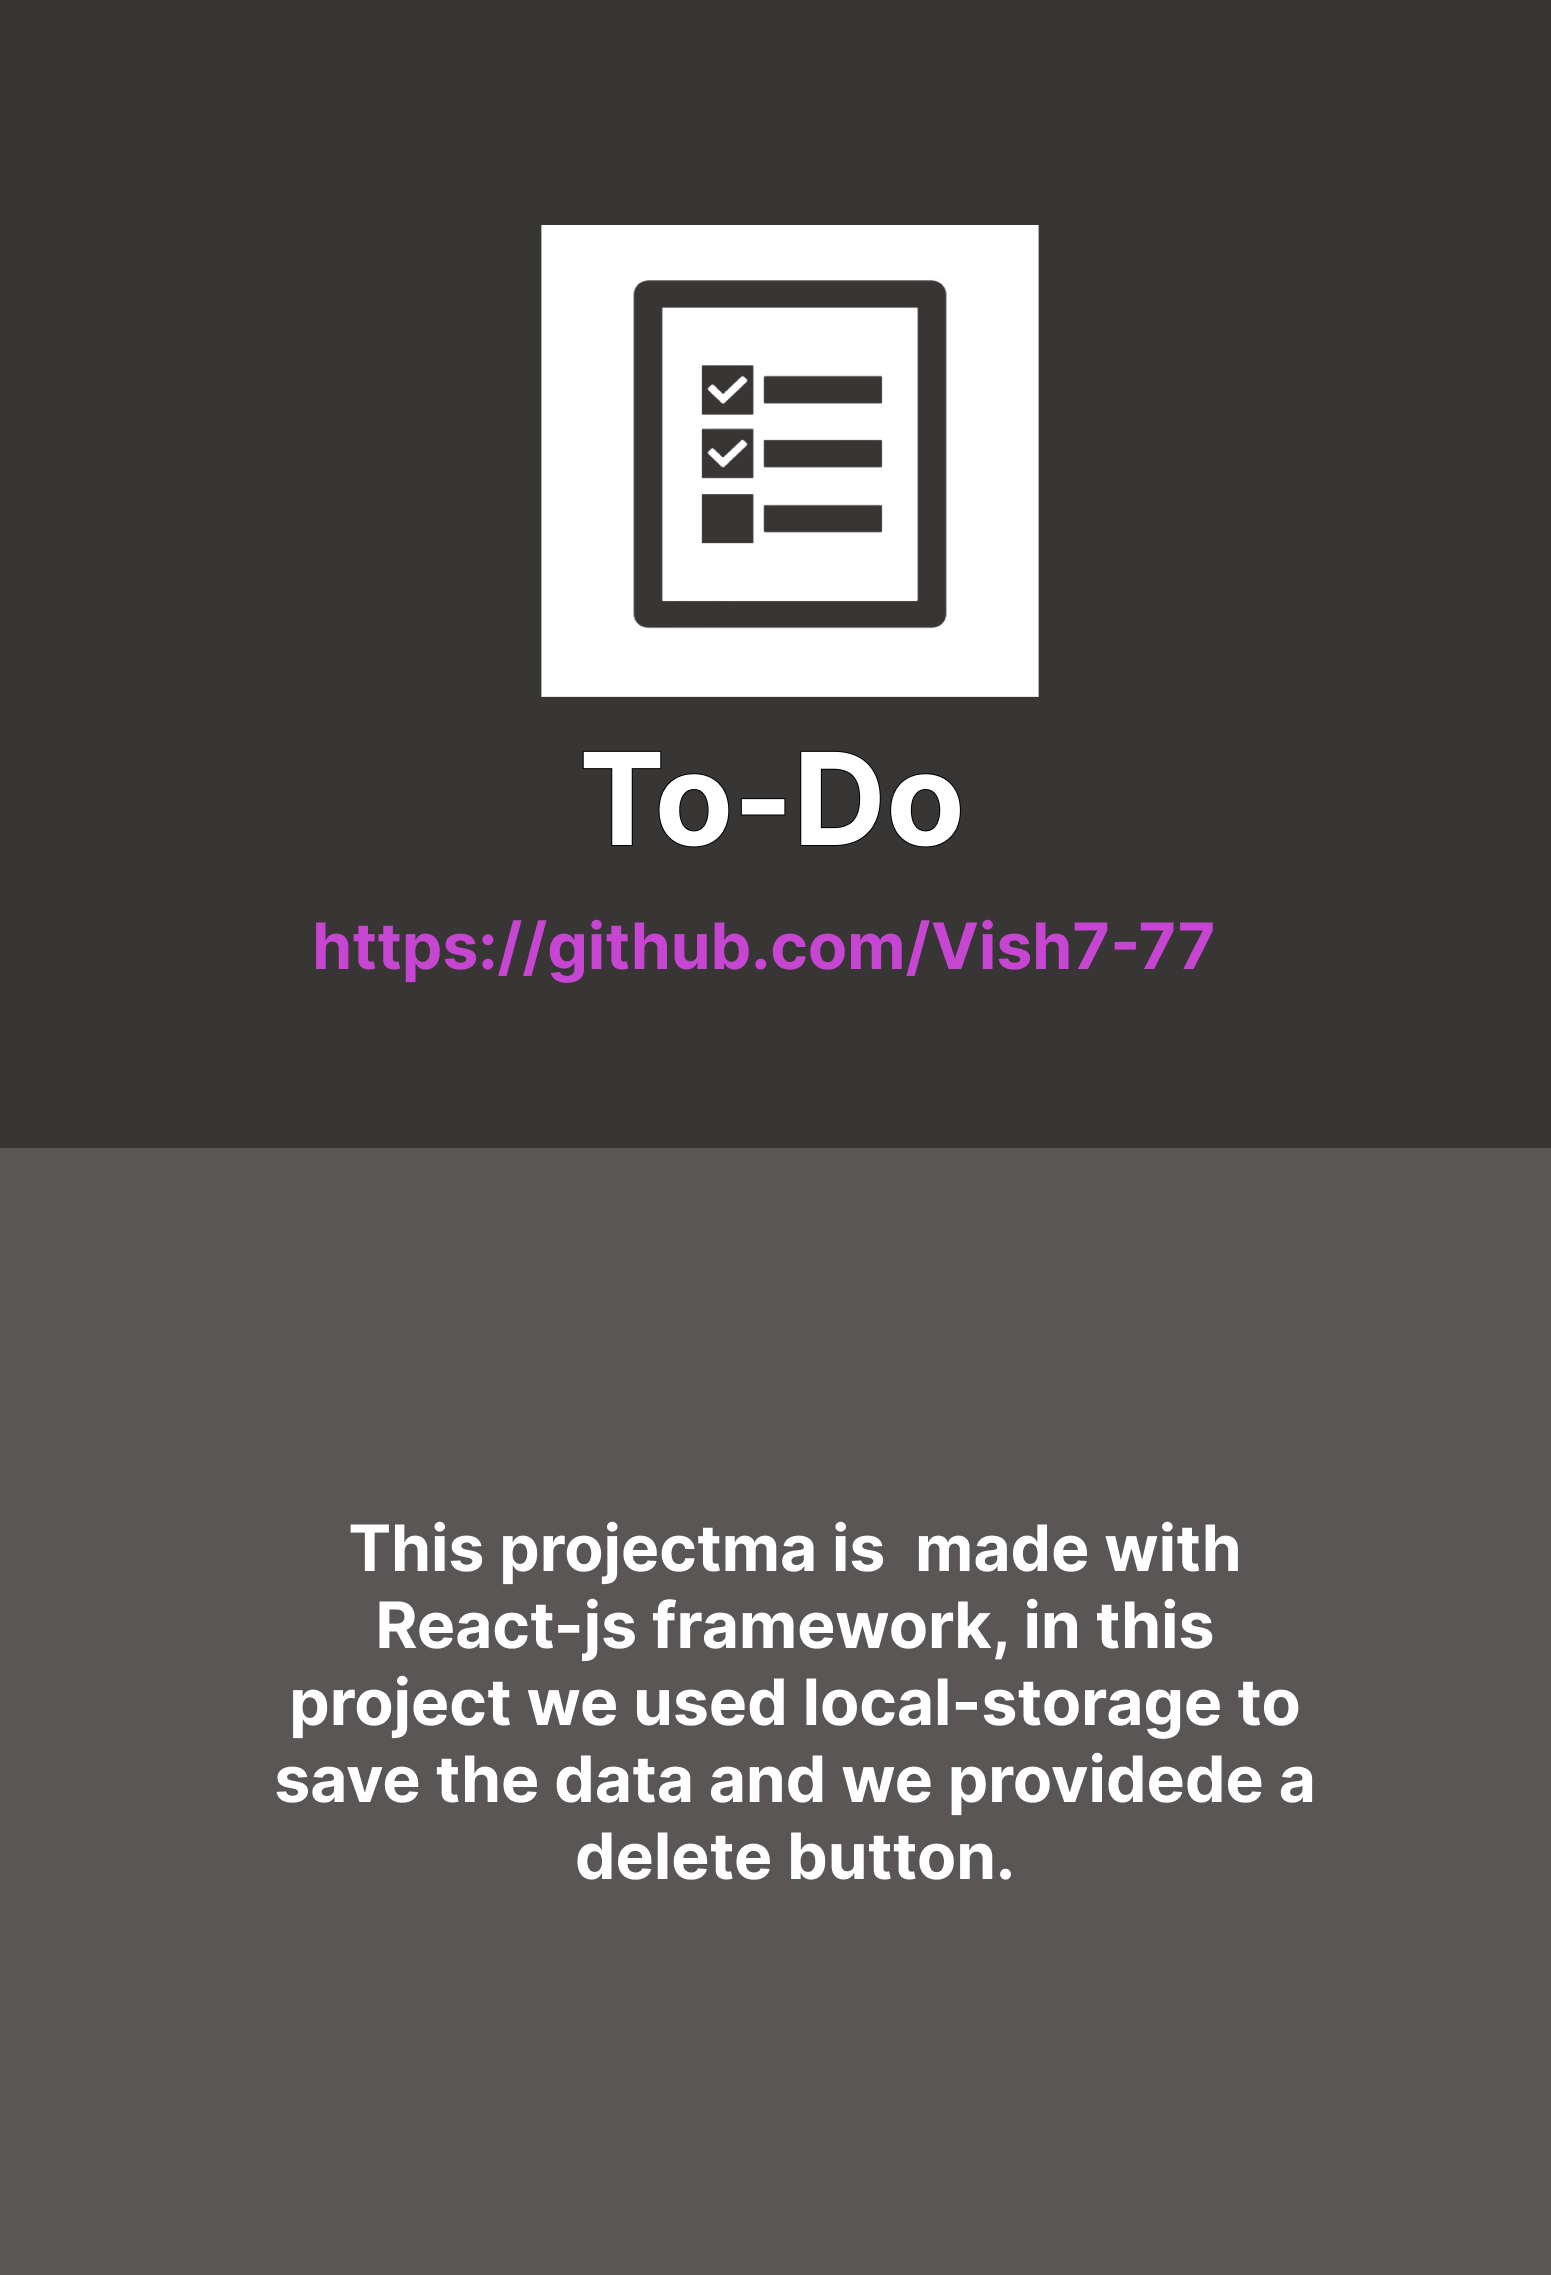 To-Do
https://github.com/Vish7-77
This projectma is  made with
React-js framework, in this
project we used local-storage to
save the data and we providede a
delete button.